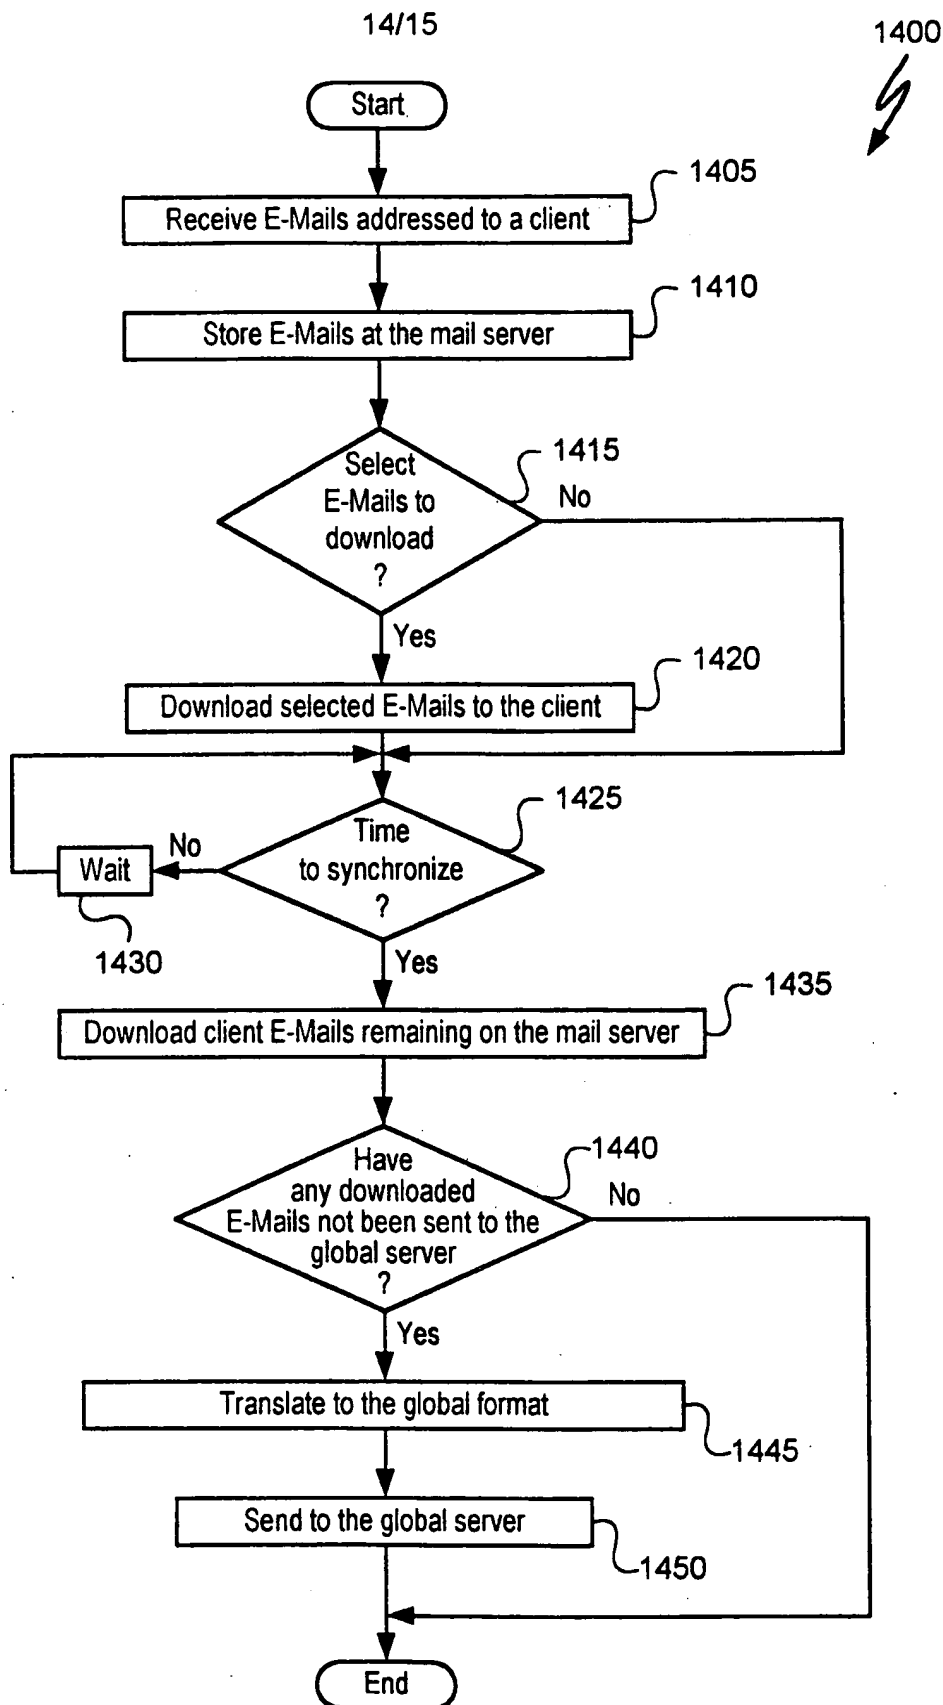 14/15
1400
Start
1405
Receive E-Mails addressed to a client
1410
Store E-Mails at the mail server
1415
Select
E-Mails to
download
?
No
Yes
1420
Download selected E-Mails to the client
1425
Time
to synchronize
?
No
Wait
1430
Yes
1435
Download client E-Mails remaining on the mail server
1440
Have
any downloaded
E-Mails not been sent to the
global server
?
No
Yes
Translate to the global format
1445
Send to the global server
1450
End